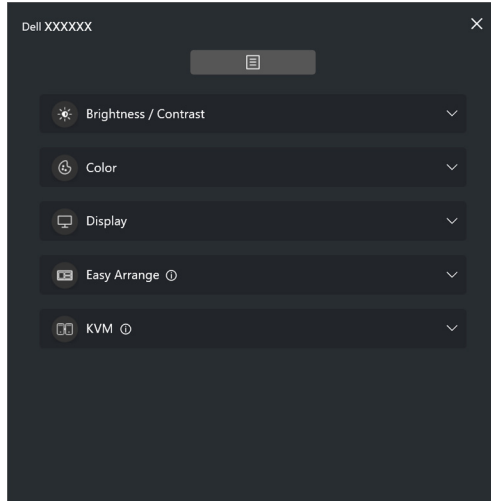 Dell XXXXXX
Brightness / Contrast
Color
Display
Easy Arrange
KVM